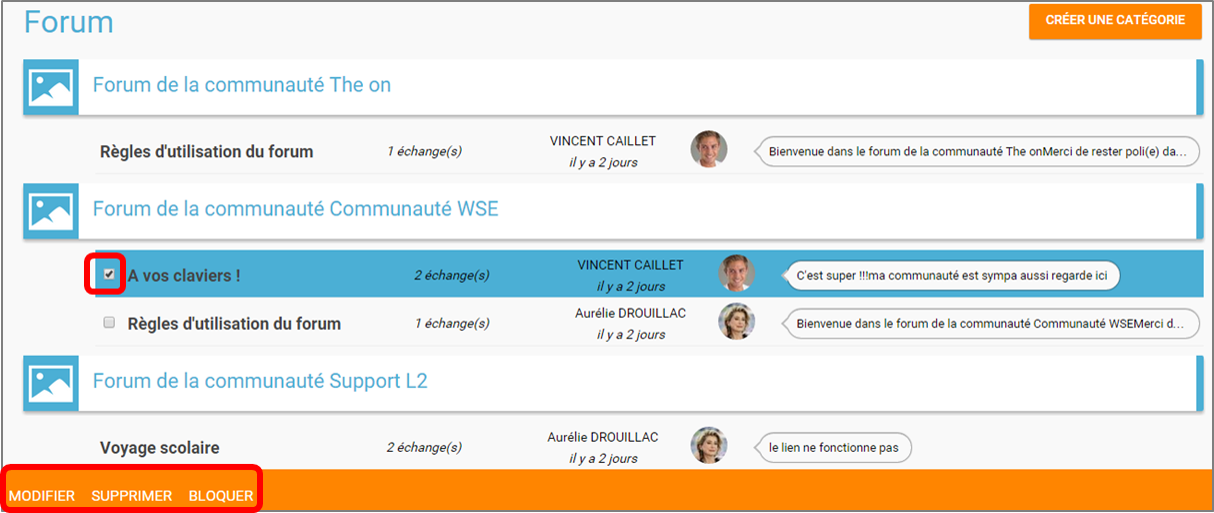 Forum
CRÉER UNE CATÉGORIE
Forum de la communauté The on
Règles d'utilisation du forum 1 échange(s) VINCENT CAILLET il y a 2 jours Bienvenue dans le forum de la communauté The onMerci de rester poli(e) da...
Forum de la communauté Communauté WSE
A vos claviers ! 2 échange(s) VINCENT CAILLET il y a 2 jours C'est super !!!ma communauté est sympa aussi regarde ici
Règles d'utilisation du forum 1 échange(s) Aurélie DROUILLAC il y a 2 jours Bienvenue dans le forum de la communauté Communauté WSEMerci d...
Forum de la communauté Support L2
Voyage scolaire 2 échange(s) Aurélie DROUILLAC il y a 2 jours le lien ne fonctionne pas
MODIFIER SUPPRIMER BLOQUER